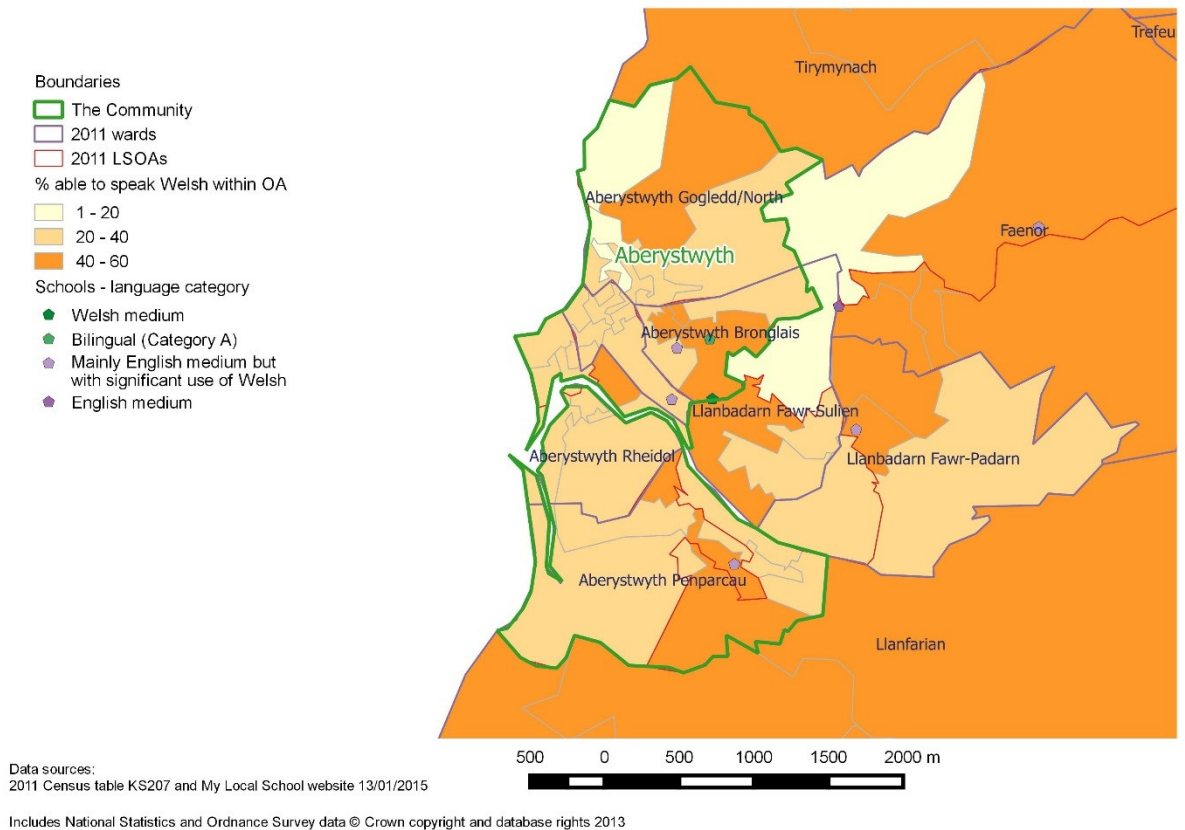 Boundaries
The Community
2011 wards
2011 LSOAs
% able to speak Welsh within OA
1 - 20
20 - 40
40 - 60
Schools - language category
Welsh medium
Bilingual (Category A)
Mainly English medium but
with significant use of Welsh
English medium
Trefeu
Tirymynach
Aberystwyth Gogledd/North
Faenor
Aberystwyth
Aberystwyth Bronglais
Llanbadarn Fawr-Sulien
Aberystwyth Rheidol
Llanbadarn Fawr-Padarn
Aberystwyth Penparcau
Llanfarian
500 0 500 1000 1500 2000 m
Data sources:
2011 Census table KS207 and My Local School website 13/01/2015
Includes National Statistics and Ordnance Survey data © Crown copyright and database rights 2013